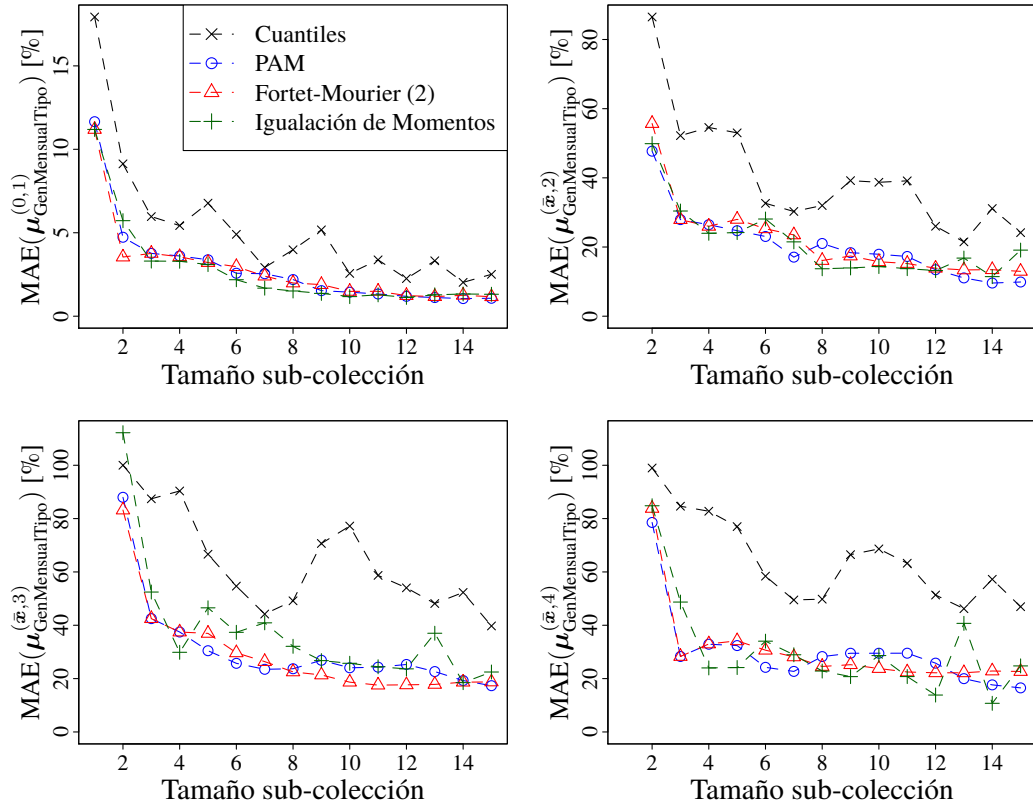 MAE(μ_GenMensualTipo^(0,1)) [%]
0 5 10 15
Cuantiles
PAM
Fortet-Mourier (2)
Igualación de Momentos
2 4 6 8 10 12 14
Tamaño sub-colección
MAE(μ_GenMensualTipo^(x̄,2)) [%]
0 20 40 60 80
2 4 6 8 10 12 14
Tamaño sub-colección
MAE(μ_GenMensualTipo^(x̄,3)) [%]
0 20 40 60 80 100
2 4 6 8 10 12 14
Tamaño sub-colección
MAE(μ_GenMensualTipo^(x̄,4)) [%]
0 20 40 60 80 100
2 4 6 8 10 12 14
Tamaño sub-colección